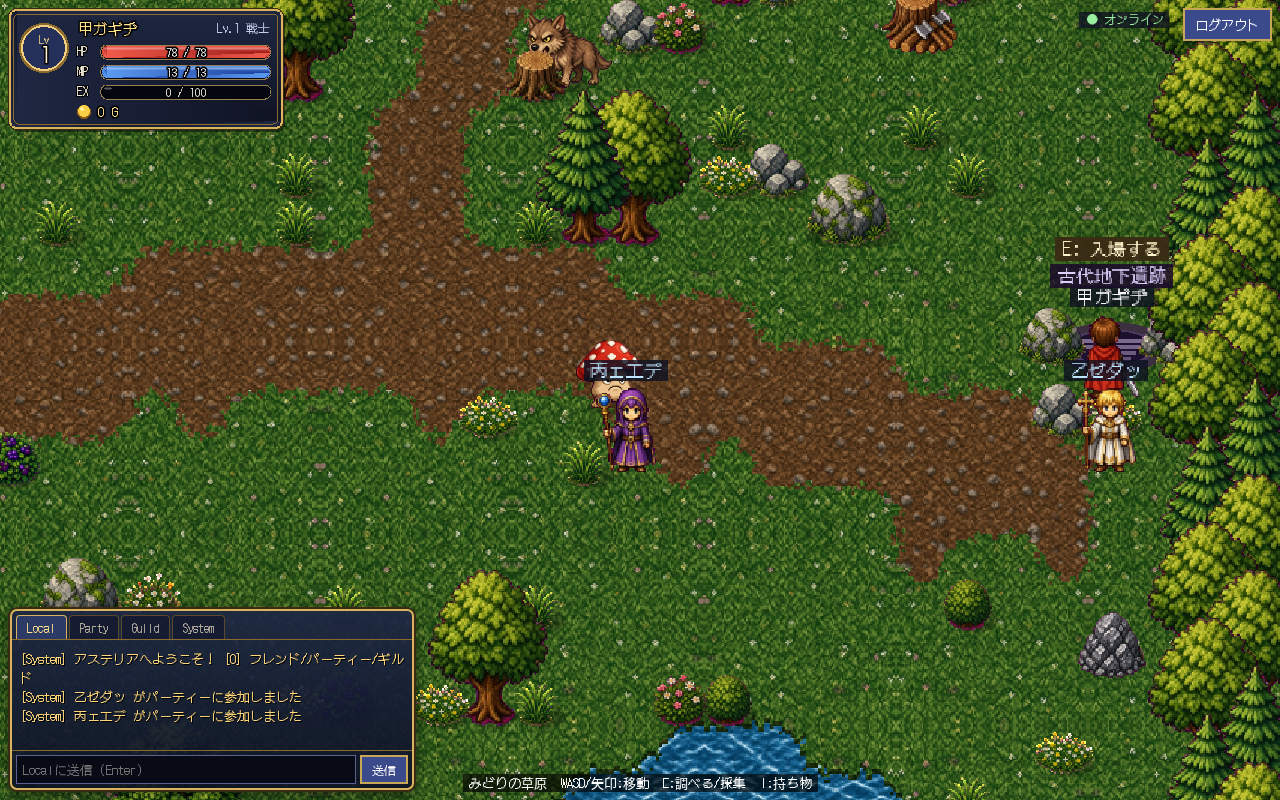 Lv
1
甲ガギヂ Lv.1 戦士
HP 78 / 78
MP 13 / 13
EX 0 / 100
0 G
オンライン
ログアウト
E: 入場する
古代地下遺跡
甲ガギヂ
乙ゼダッ
丙ェエデ
Local Party Guild System
[System] アステリアへようこそ！ [O] フレンド/パーティー/ギル
ド
[System] 乙ゼダッ がパーティーに参加しました
[System] 丙ェエデ がパーティーに参加しました
Localに送信 (Enter)
送信
みどりの草原 WASD/矢印:移動 E:調べる/採集 I:持ち物